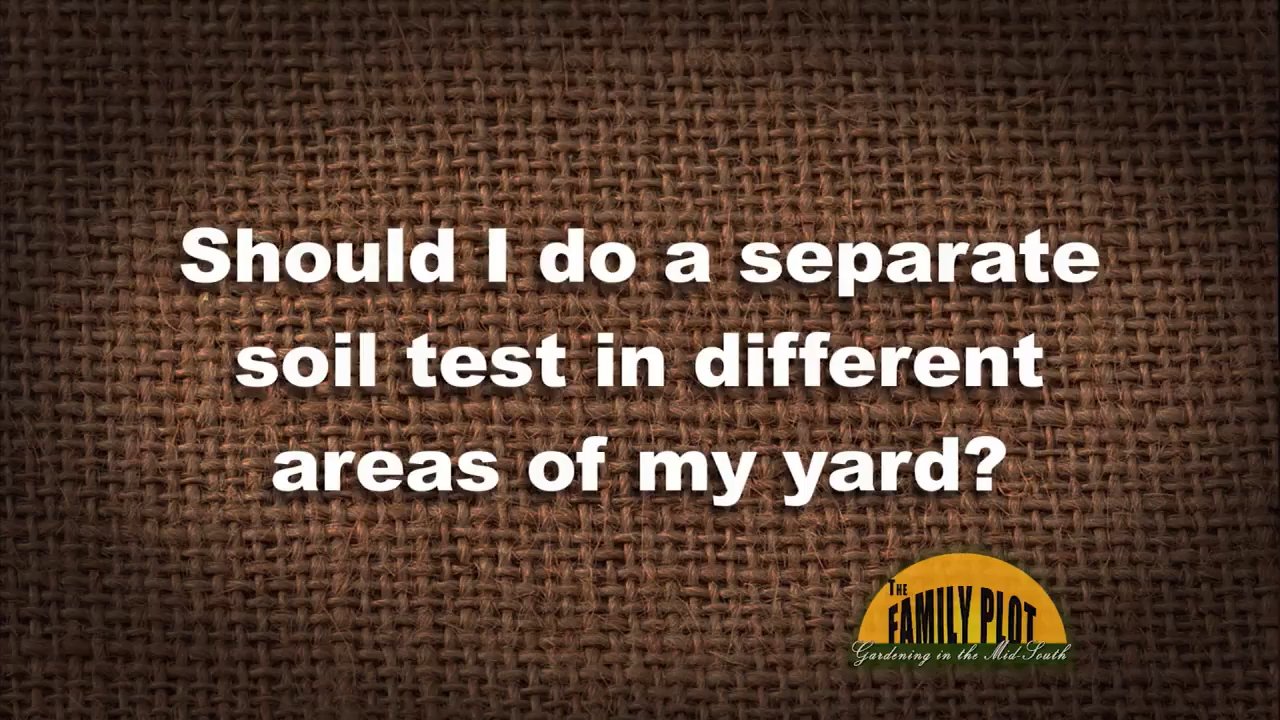 Should I do a separate
soil test in different
areas of my yard?
THE
FAMILY PLOT
Gardening in the Mid-South